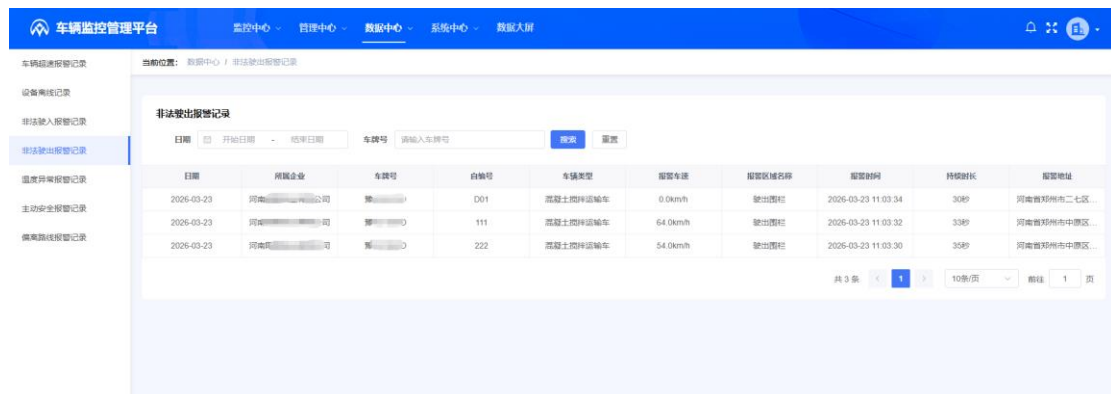 车辆监控管理平台 监控中心 管理中心 数据中心 系统中心 数据大屏
车辆超速报警记录
设备离线记录
非法驶入报警记录
非法驶出报警记录
温度异常报警记录
主动安全报警记录
偏离路线报警记录
当前位置： 数据中心 / 非法驶出报警记录
非法驶出报警记录
日期 开始日期 - 结束日期 车牌号 请输入车牌号 搜索 重置
日期 所属企业 车牌号 自编号 车辆类型 报警车速 报警区域名称 报警时间 持续时长 报警地址
2026-03-23 河南 公司 豫 D01 混凝土搅拌运输车 0.0km/h 驶出围栏 2026-03-23 11:03:34 30秒 河南省郑州市二七区...
2026-03-23 河南 司 豫 111 混凝土搅拌运输车 64.0km/h 驶出围栏 2026-03-23 11:03:32 33秒 河南省郑州市中原区...
2026-03-23 河南 司 豫 222 混凝土搅拌运输车 54.0km/h 驶出围栏 2026-03-23 11:03:30 35秒 河南省郑州市中原区...
共 3 条 < 1 > 10条/页 前往 1 页